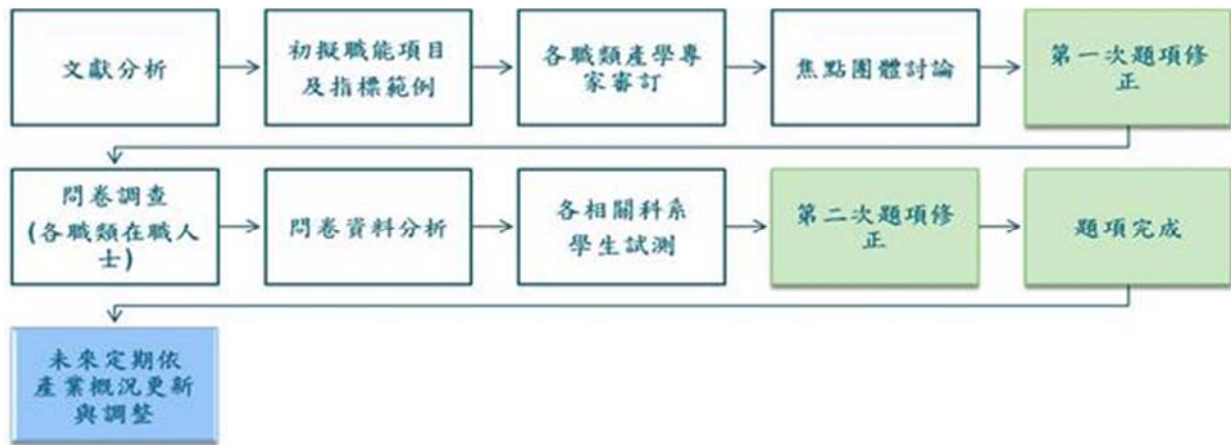 文獻分析
初擬職能項目
及指標範例
各職類產學專
家審訂
焦點團體討論
第一次題項修
正
問卷調查
(各職類在職人
士)
問卷資料分析
各相關科系
學生試測
第二次題項修
正
題項完成
未來定期依
產業概況更新
與調整